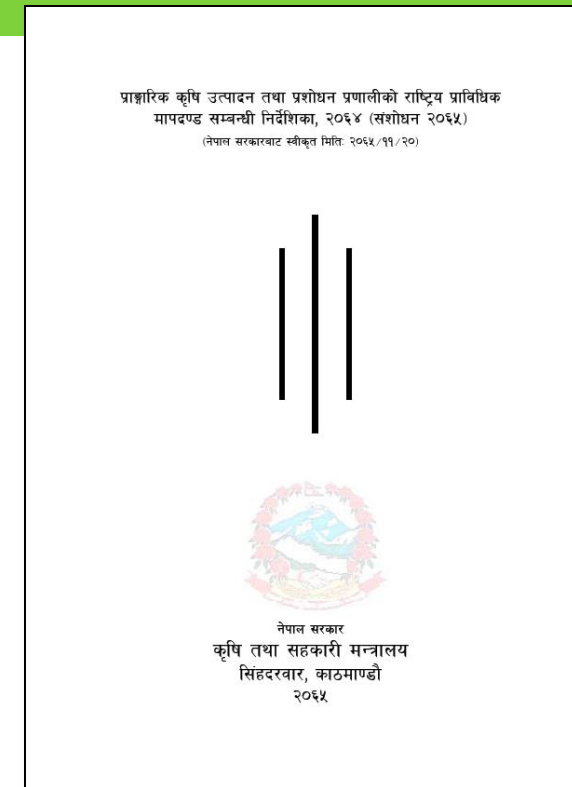 प्राङ्गारिक कृषि उत्पादन तथा प्रशोधन प्रणालीको राष्ट्रिय प्राविधिक
मापदण्ड सम्बन्धी निर्देशिका, २०६४ (संशोधन २०६५)
(नेपाल सरकारबाट स्वीकृत मितिः २०६५/११/२०)
नेपाल सरकार
कृषि तथा सहकारी मन्त्रालय
सिंहदरवार, काठमाण्डौ
२०६५